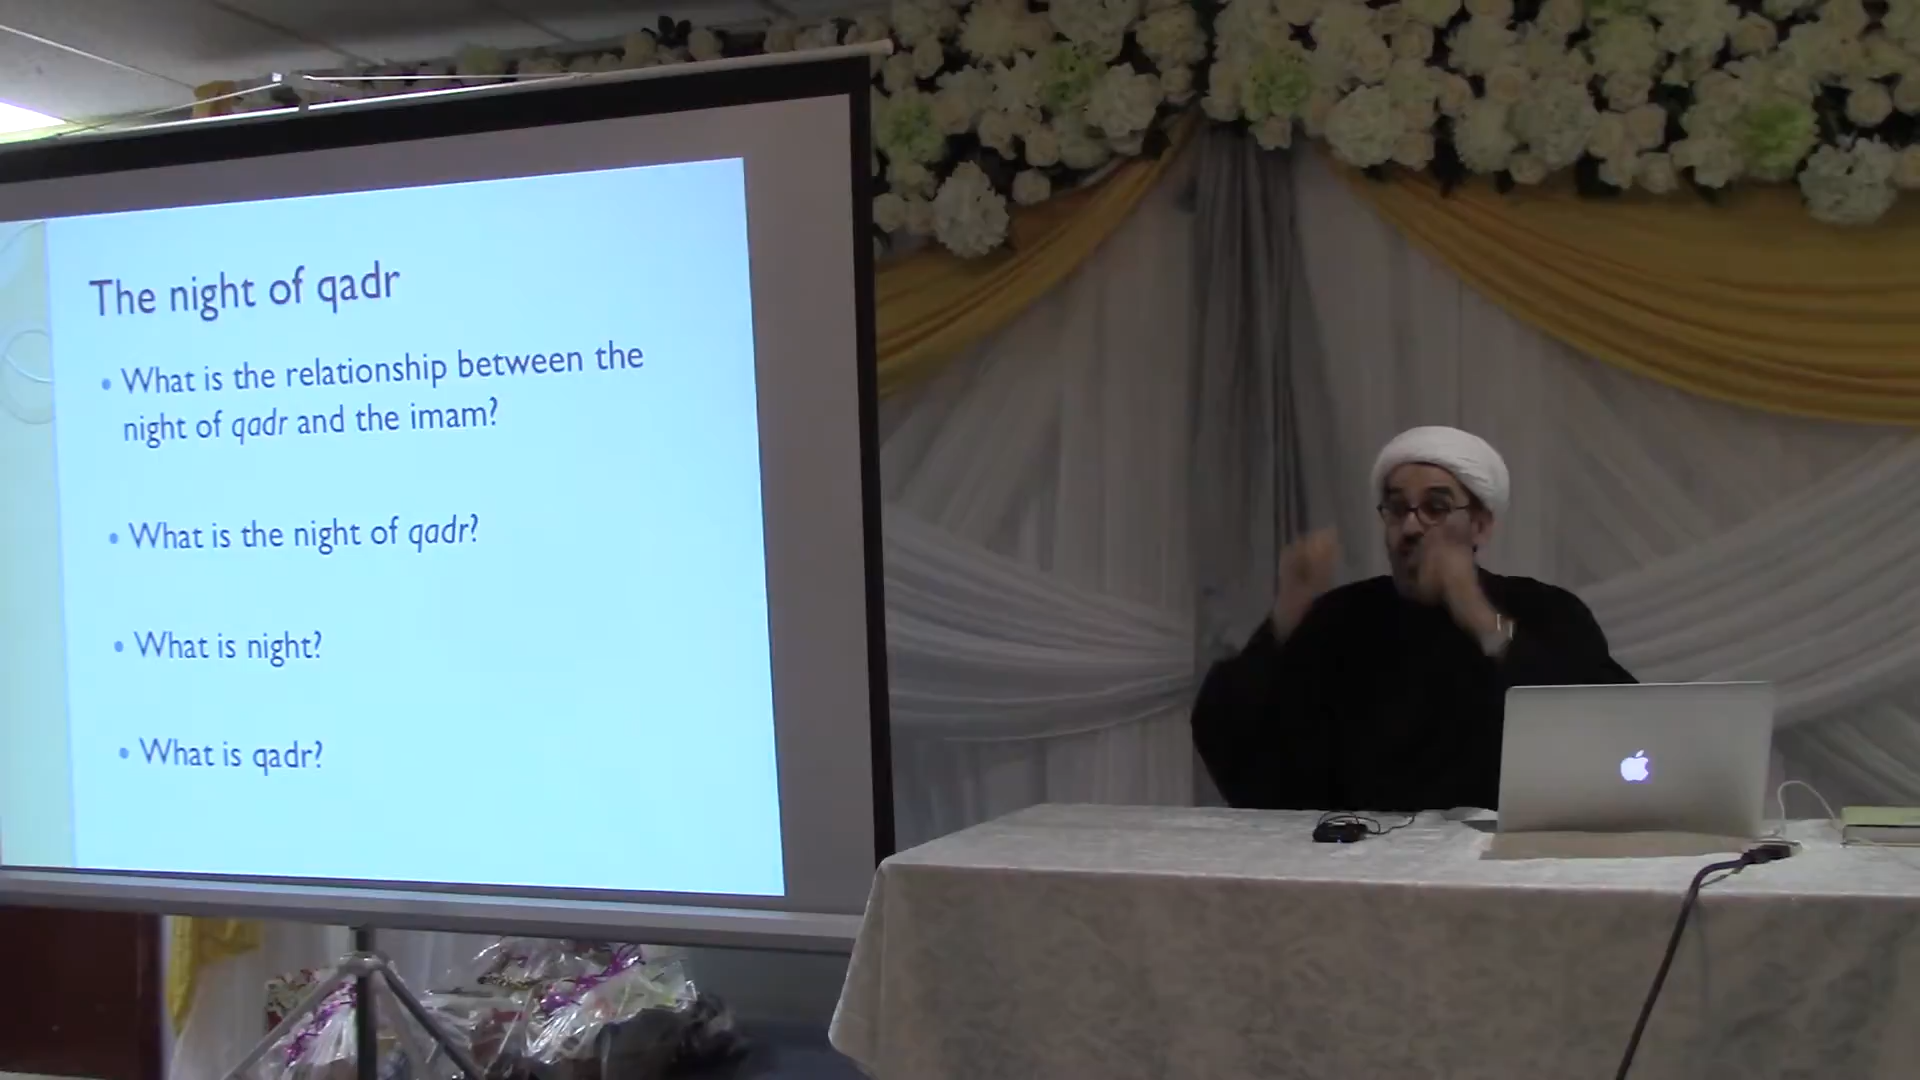 The night of qadr
• What is the relationship between the
night of qadr and the imam?
• What is the night of qadr?
• What is night?
• What is qadr?